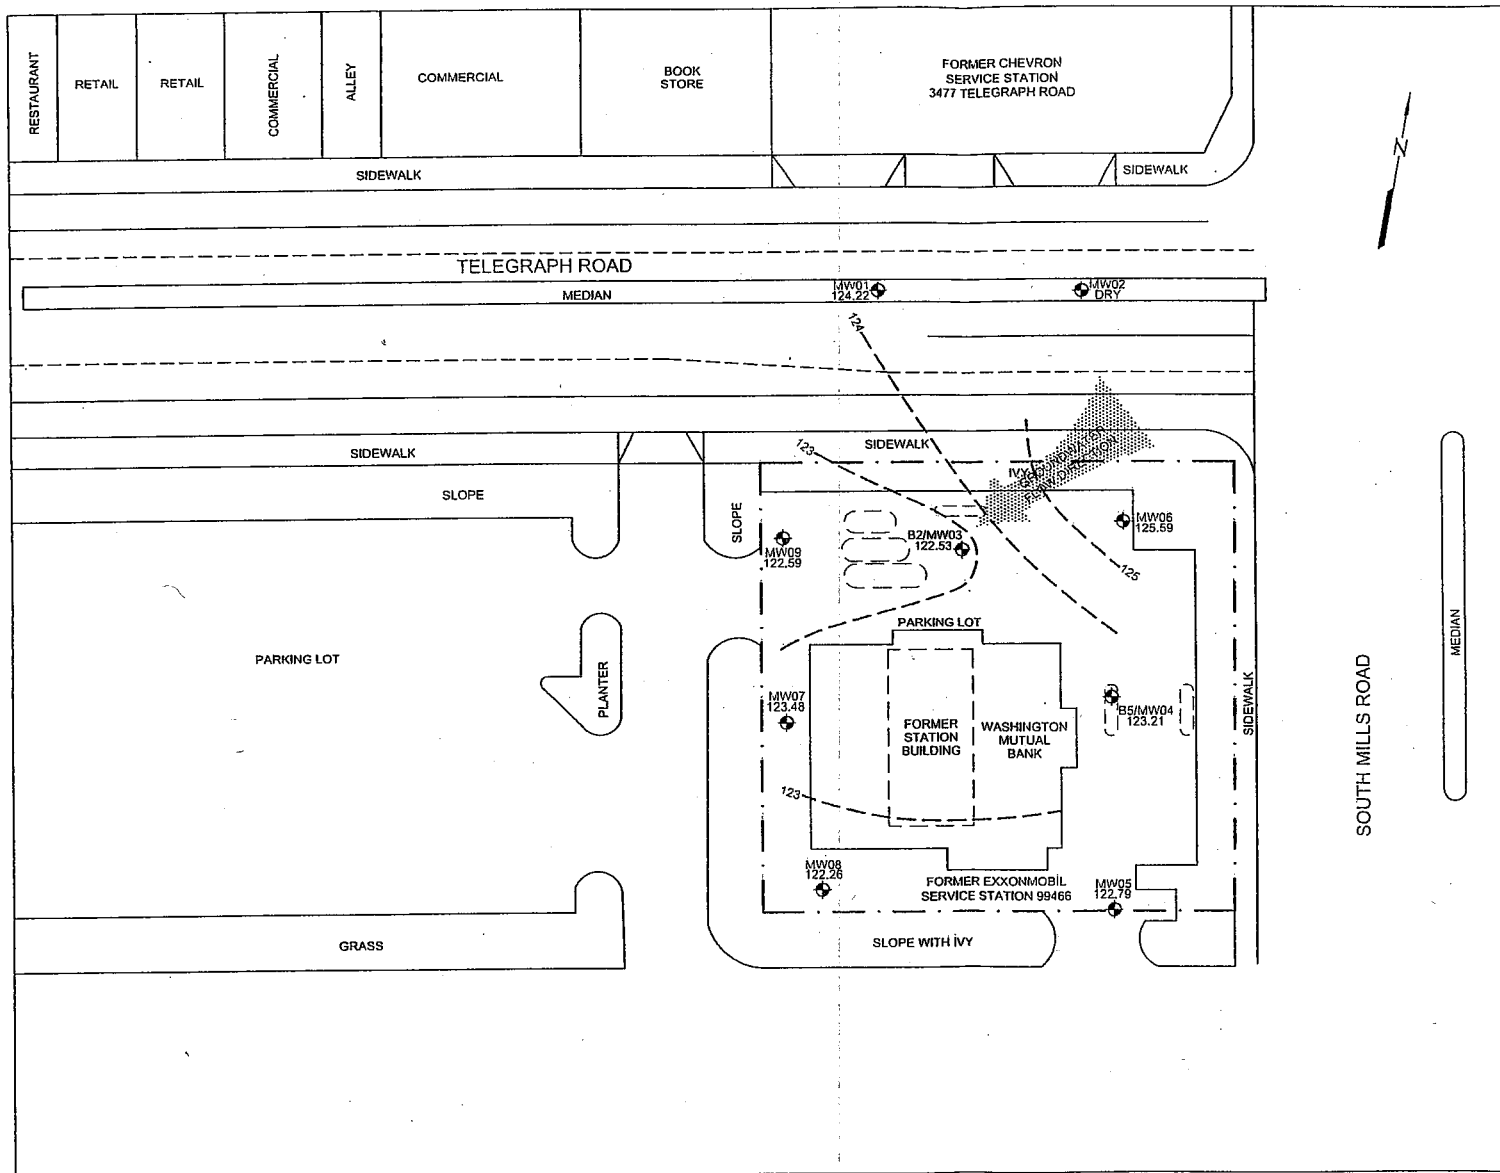 RESTAURANT
RETAIL
RETAIL
COMMERCIAL
ALLEY
COMMERCIAL
BOOK
STORE
FORMER CHEVRON
SERVICE STATION
3477 TELEGRAPH ROAD
SIDEWALK
SIDEWALK
N
TELEGRAPH ROAD
MEDIAN
MW01
124.22
MW02
DRY
124
SIDEWALK
123
SIDEWALK
GROUNDWATER
FLOW DIRECTION
IVY
SLOPE
SLOPE
MW06
125.59
B2/MW03
122.53
MW09
122.59
125
PARKING LOT
PARKING LOT
PLANTER
MEDIAN
MW07
123.48
FORMER
STATION
BUILDING
WASHINGTON
MUTUAL
BANK
B5/MW04
123.21
SIDEWALK
SOUTH MILLS ROAD
123
MW08
122.26
FORMER EXXONMOBIL
SERVICE STATION 99466
MW05
122.79
GRASS
SLOPE WITH IVY